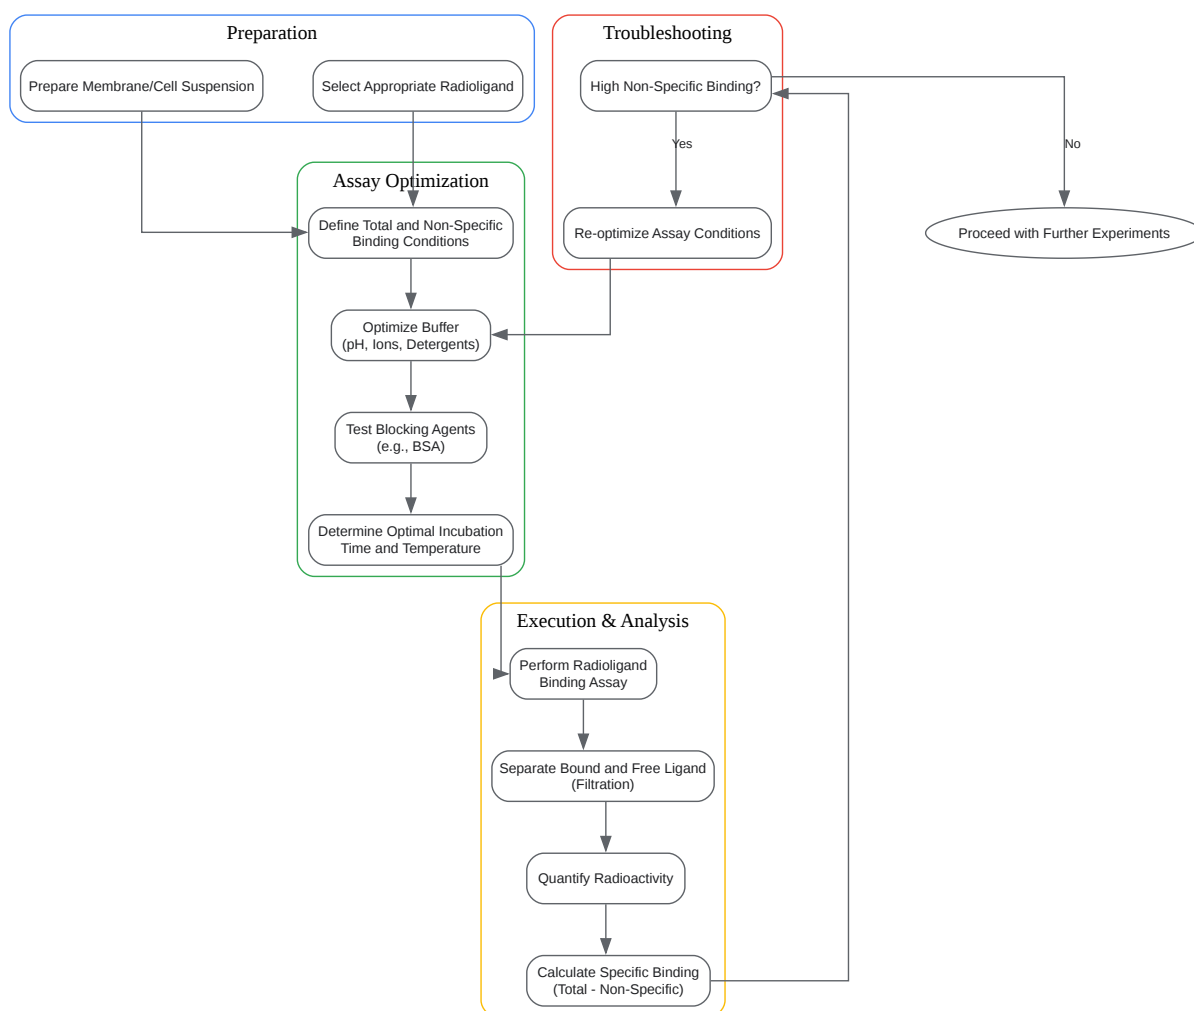 Preparation
Prepare Membrane/Cell Suspension
Select Appropriate Radioligand
Troubleshooting
High Non-Specific Binding?
Yes
No
Re-optimize Assay Conditions
Proceed with Further Experiments
Assay Optimization
Define Total and Non-Specific
Binding Conditions
Optimize Buffer
(pH, Ions, Detergents)
Test Blocking Agents
(e.g., BSA)
Determine Optimal Incubation
Time and Temperature
Execution & Analysis
Perform Radioligand
Binding Assay
Separate Bound and Free Ligand
(Filtration)
Quantify Radioactivity
Calculate Specific Binding
(Total - Non-Specific)